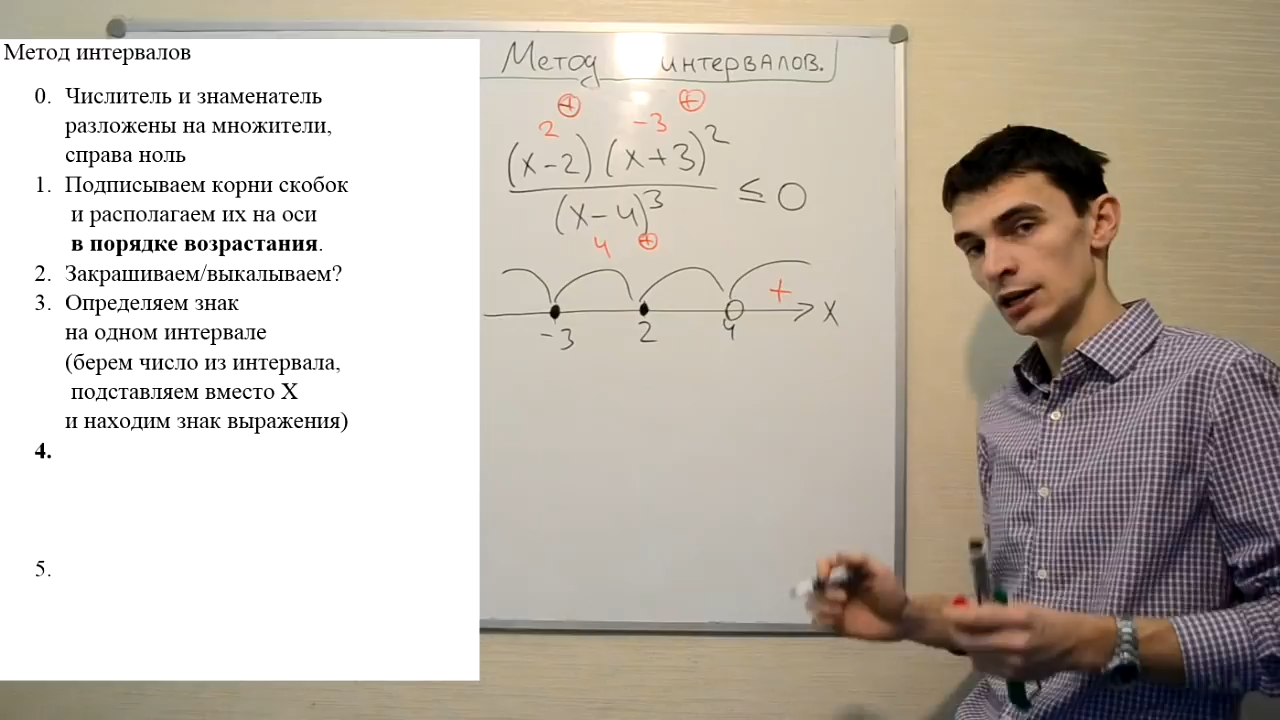 Метод интервалов
0. Числитель и знаменатель
разложены на множители,
справа ноль
1. Подписываем корни скобок
и располагаем их на оси
в порядке возрастания.
2. Закрашиваем/выкалываем?
3. Определяем знак
на одном интервале
(берем число из интервала,
подставляем вместо X
и находим знак выражения)
4.
5.
Метод интервалов.
+ +
2 -3
(x-2) (x+3)²
≤ 0
(x-4)³
4 +
+
-3 2 4 x